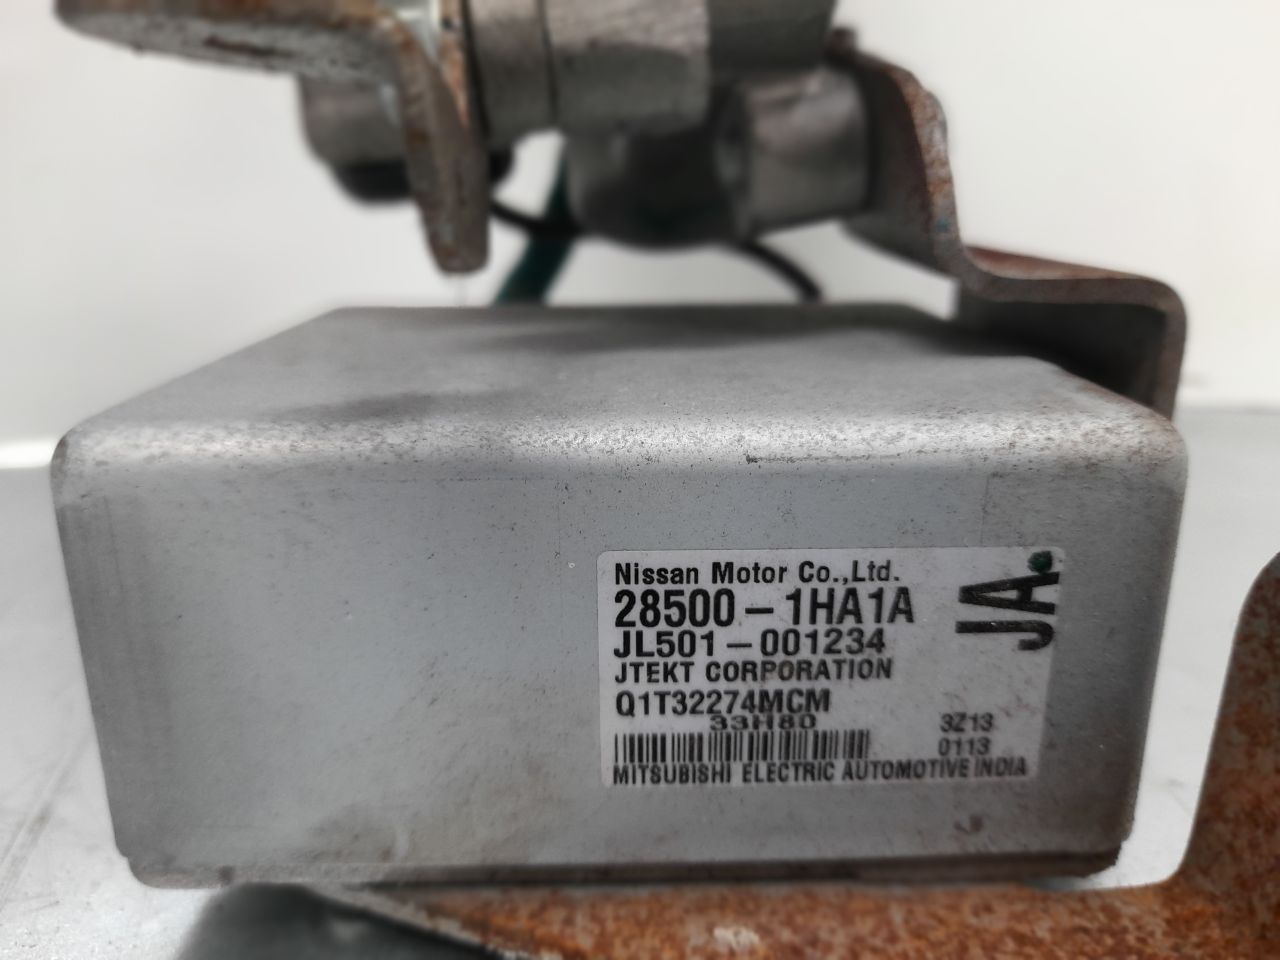 Nissan Motor Co.,Ltd.
28500-1HA1A
JA
JL501-001234
JTEKT CORPORATION
Q1T32274MCM
33H80
3Z13
0113
MITSUBISHI ELECTRIC AUTOMOTIVE INDIA